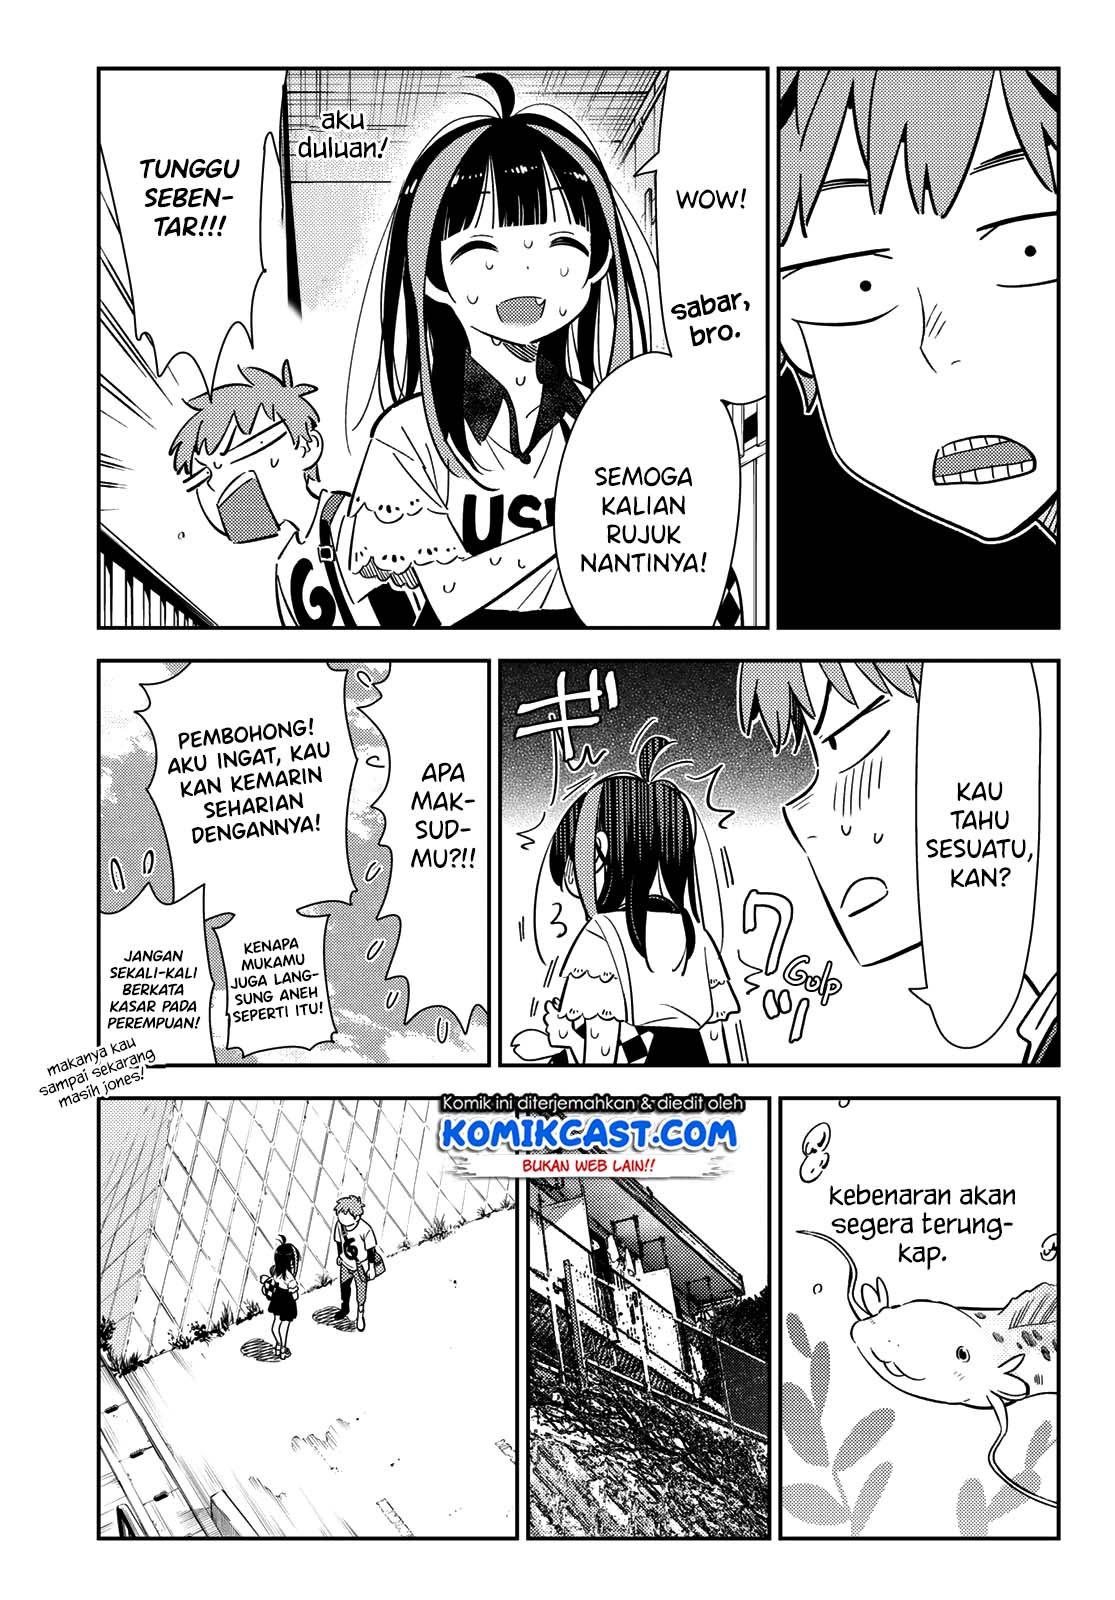 WOW!
sabar,
bro.
SEMOGA
KALIAN
RUJUK
NANTINYA!
aku
duluan!
TUNGGU
SEBEN-
TAR!!!
US
KAU
TAHU
SESUATU,
KAN?
Golp
APA
MAK-
SUD-
MU?!!
PEMBOHONG!
AKU INGAT, KAU
KAN KEMARIN
SEHARIAN
DENGANNYA!
KENAPA
MUKAMU
JUGA LANG-
SUNG ANEH
SEPERTI ITU!
JANGAN
SEKALI-KALI
BERKATA
KASAR PADA
PEREMPUAN!
makanya kau
sampai sekarang
masih jones!
Komik ini diterjemahkan & diedit oleh
KOMIKCAST.COM
BUKAN WEB LAIN!!
kebenaran akan
segera terung-
kap.